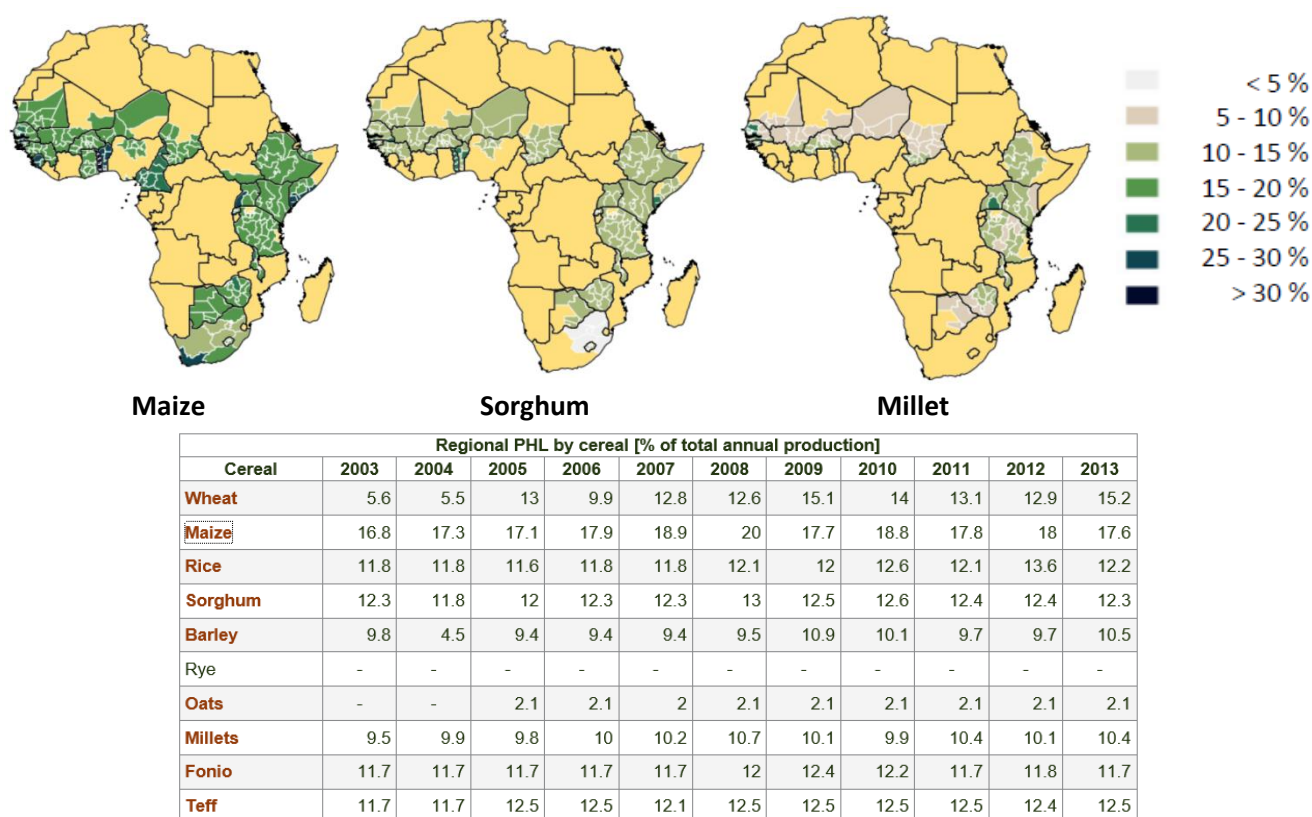 < 5 %
5 - 10 %
10 - 15 %
15 - 20 %
20 - 25 %
25 - 30 %
> 30 %
Maize Sorghum Millet
Regional PHL by cereal [% of total annual production]
Cereal 2003 2004 2005 2006 2007 2008 2009 2010 2011 2012 2013
Wheat 5.6 5.5 13 9.9 12.8 12.6 15.1 14 13.1 12.9 15.2
Maize 16.8 17.3 17.1 17.9 18.9 20 17.7 18.8 17.8 18 17.6
Rice 11.8 11.8 11.6 11.8 11.8 12.1 12 12.6 12.1 13.6 12.2
Sorghum 12.3 11.8 12 12.3 12.3 13 12.5 12.6 12.4 12.4 12.3
Barley 9.8 4.5 9.4 9.4 9.4 9.5 10.9 10.1 9.7 9.7 10.5
Rye - - - - - - - - - - -
Oats - - 2.1 2.1 2 2.1 2.1 2.1 2.1 2.1 2.1
Millets 9.5 9.9 9.8 10 10.2 10.7 10.1 9.9 10.4 10.1 10.4
Fonio 11.7 11.7 11.7 11.7 11.7 12 12.4 12.2 11.7 11.8 11.7
Teff 11.7 11.7 12.5 12.5 12.1 12.5 12.5 12.5 12.5 12.4 12.5